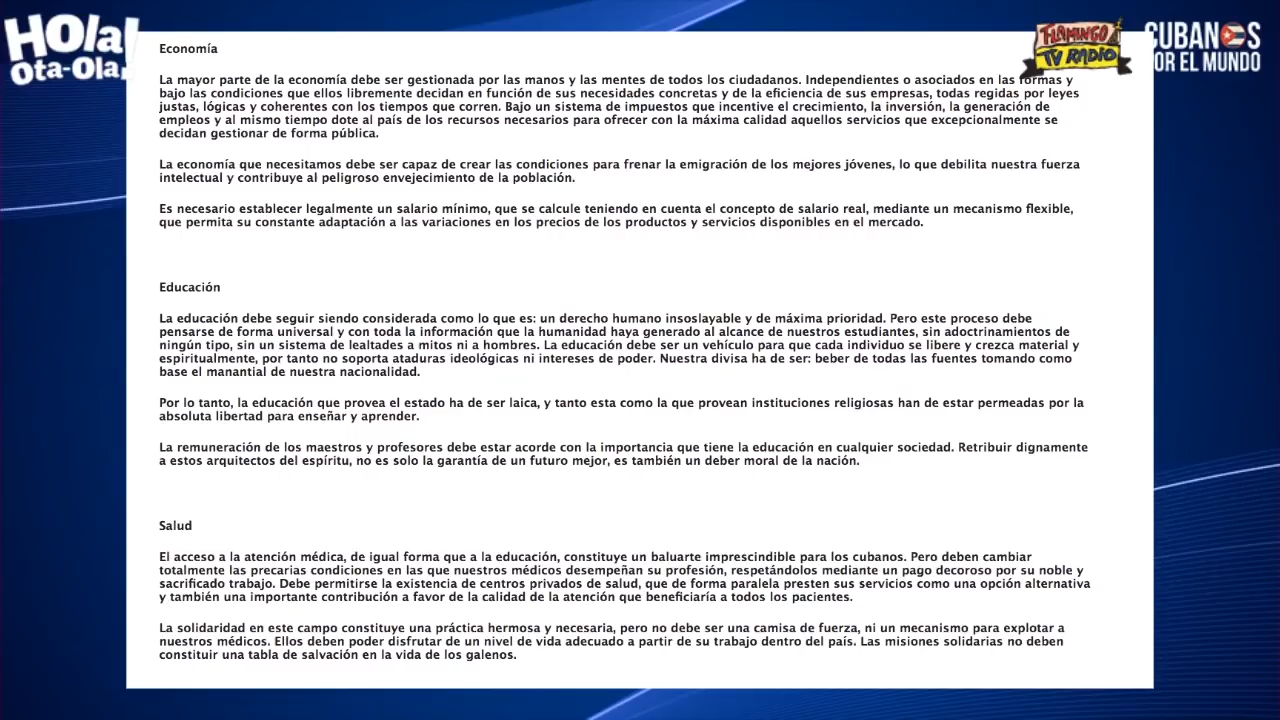 HOla!
Ota-Ola!
FLAMINGO
TV RADIO
CUBANOS
POR EL MUNDO
Economía
La mayor parte de la economía debe ser gestionada por las manos y las mentes de todos los ciudadanos. Independientes o asociados en las formas y
bajo las condiciones que ellos libremente decidan en función de sus necesidades concretas y de la eficiencia de sus empresas, todas regidas por leyes
justas, lógicas y coherentes con los tiempos que corren. Bajo un sistema de impuestos que incentive el crecimiento, la inversión, la generación de
empleos y al mismo tiempo dote al país de los recursos necesarios para ofrecer con la máxima calidad aquellos servicios que excepcionalmente se
decidan gestionar de forma pública.
La economía que necesitamos debe ser capaz de crear las condiciones para frenar la emigración de los mejores jóvenes, lo que debilita nuestra fuerza
intelectual y contribuye al peligroso envejecimiento de la población.
Es necesario establecer legalmente un salario mínimo, que se calcule teniendo en cuenta el concepto de salario real, mediante un mecanismo flexible,
que permita su constante adaptación a las variaciones en los precios de los productos y servicios disponibles en el mercado.
Educación
La educación debe seguir siendo considerada como lo que es: un derecho humano insoslayable y de máxima prioridad. Pero este proceso debe
pensarse de forma universal y con toda la información que la humanidad haya generado al alcance de nuestros estudiantes, sin adoctrinamientos de
ningún tipo, sin un sistema de lealtades a mitos ni a hombres. La educación debe ser un vehículo para que cada individuo se libere y crezca material y
espiritualmente, por tanto no soporta ataduras ideológicas ni intereses de poder. Nuestra divisa ha de ser: beber de todas las fuentes tomando como
base el manantial de nuestra nacionalidad.
Por lo tanto, la educación que provea el estado ha de ser laica, y tanto esta como la que provean instituciones religiosas han de estar permeadas por la
absoluta libertad para enseñar y aprender.
La remuneración de los maestros y profesores debe estar acorde con la importancia que tiene la educación en cualquier sociedad. Retribuir dignamente
a estos arquitectos del espíritu, no es solo la garantía de un futuro mejor, es también un deber moral de la nación.
Salud
El acceso a la atención médica, de igual forma que a la educación, constituye un baluarte imprescindible para los cubanos. Pero deben cambiar
totalmente las precarias condiciones en las que nuestros médicos desempeñan su profesión, respetándolos mediante un pago decoroso por su noble y
sacrificado trabajo. Debe permitirse la existencia de centros privados de salud, que de forma paralela presten sus servicios como una opción alternativa
y también una importante contribución a favor de la calidad de la atención que beneficiaría a todos los pacientes.
La solidaridad en este campo constituye una práctica hermosa y necesaria, pero no debe ser una camisa de fuerza, ni un mecanismo para explotar a
nuestros médicos. Ellos deben poder disfrutar de un nivel de vida adecuado a partir de su trabajo dentro del país. Las misiones solidarias no deben
constituir una tabla de salvación en la vida de los galenos.